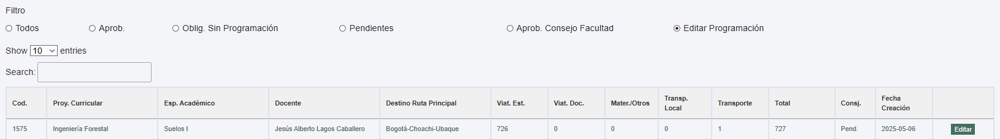 Filtro
Todos Aprob. Oblig. Sin Programación Pendientes Aprob. Consejo Facultad Editar Programación
Show 10 entries
Search:
Cod. Proy. Curricular Esp. Académico Docente Destino Ruta Principal Viat. Est. Viat. Doc. Mater./Otros Transp. Local Transporte Total Consj. Fecha Creación
1575 Ingeniería Forestal Suelos I Jesús Alberto Lagos Caballero Bogotá-Choachi-Ubaque 726 0 0 0 1 727 Pend. 2025-05-06 Editar